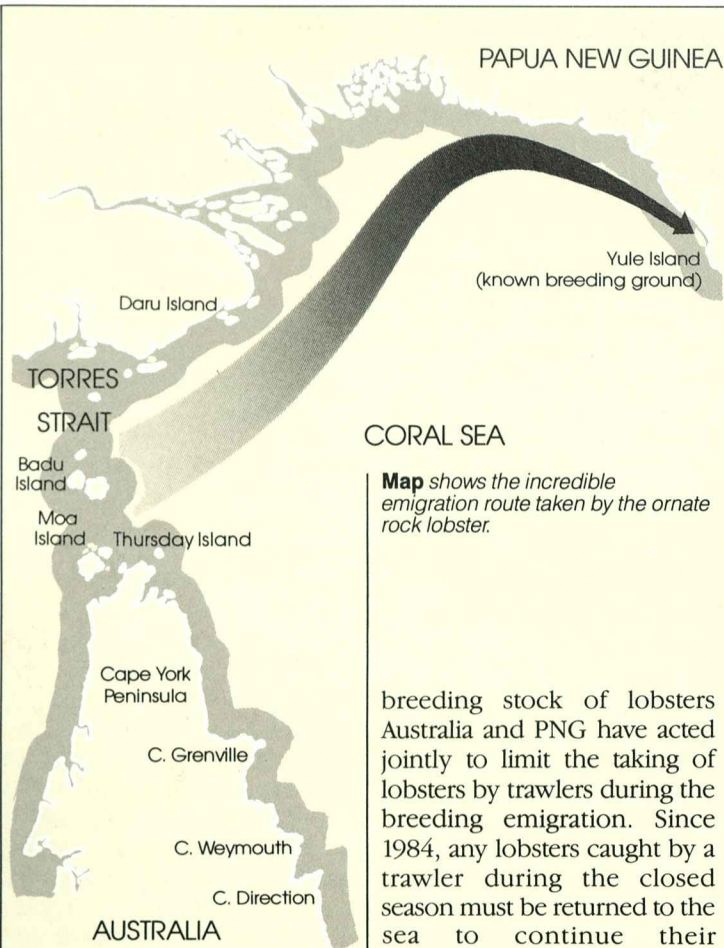 PAPUA NEW GUINEA
Yule Island
(known breeding ground)
Daru Island
TORRES
STRAIT
CORAL SEA
Badu
Island
Map shows the incredible
emigration route taken by the ornate
rock lobster.
Moa
Island
Thursday Island
Cape York
Peninsula
C. Grenville
C. Weymouth
C. Direction
AUSTRALIA
breeding stock of lobsters
Australia and PNG have acted
jointly to limit the taking of
lobsters by trawlers during the
breeding emigration. Since
1984, any lobsters caught by a
trawler during the closed
season must be returned to the
sea to continue their